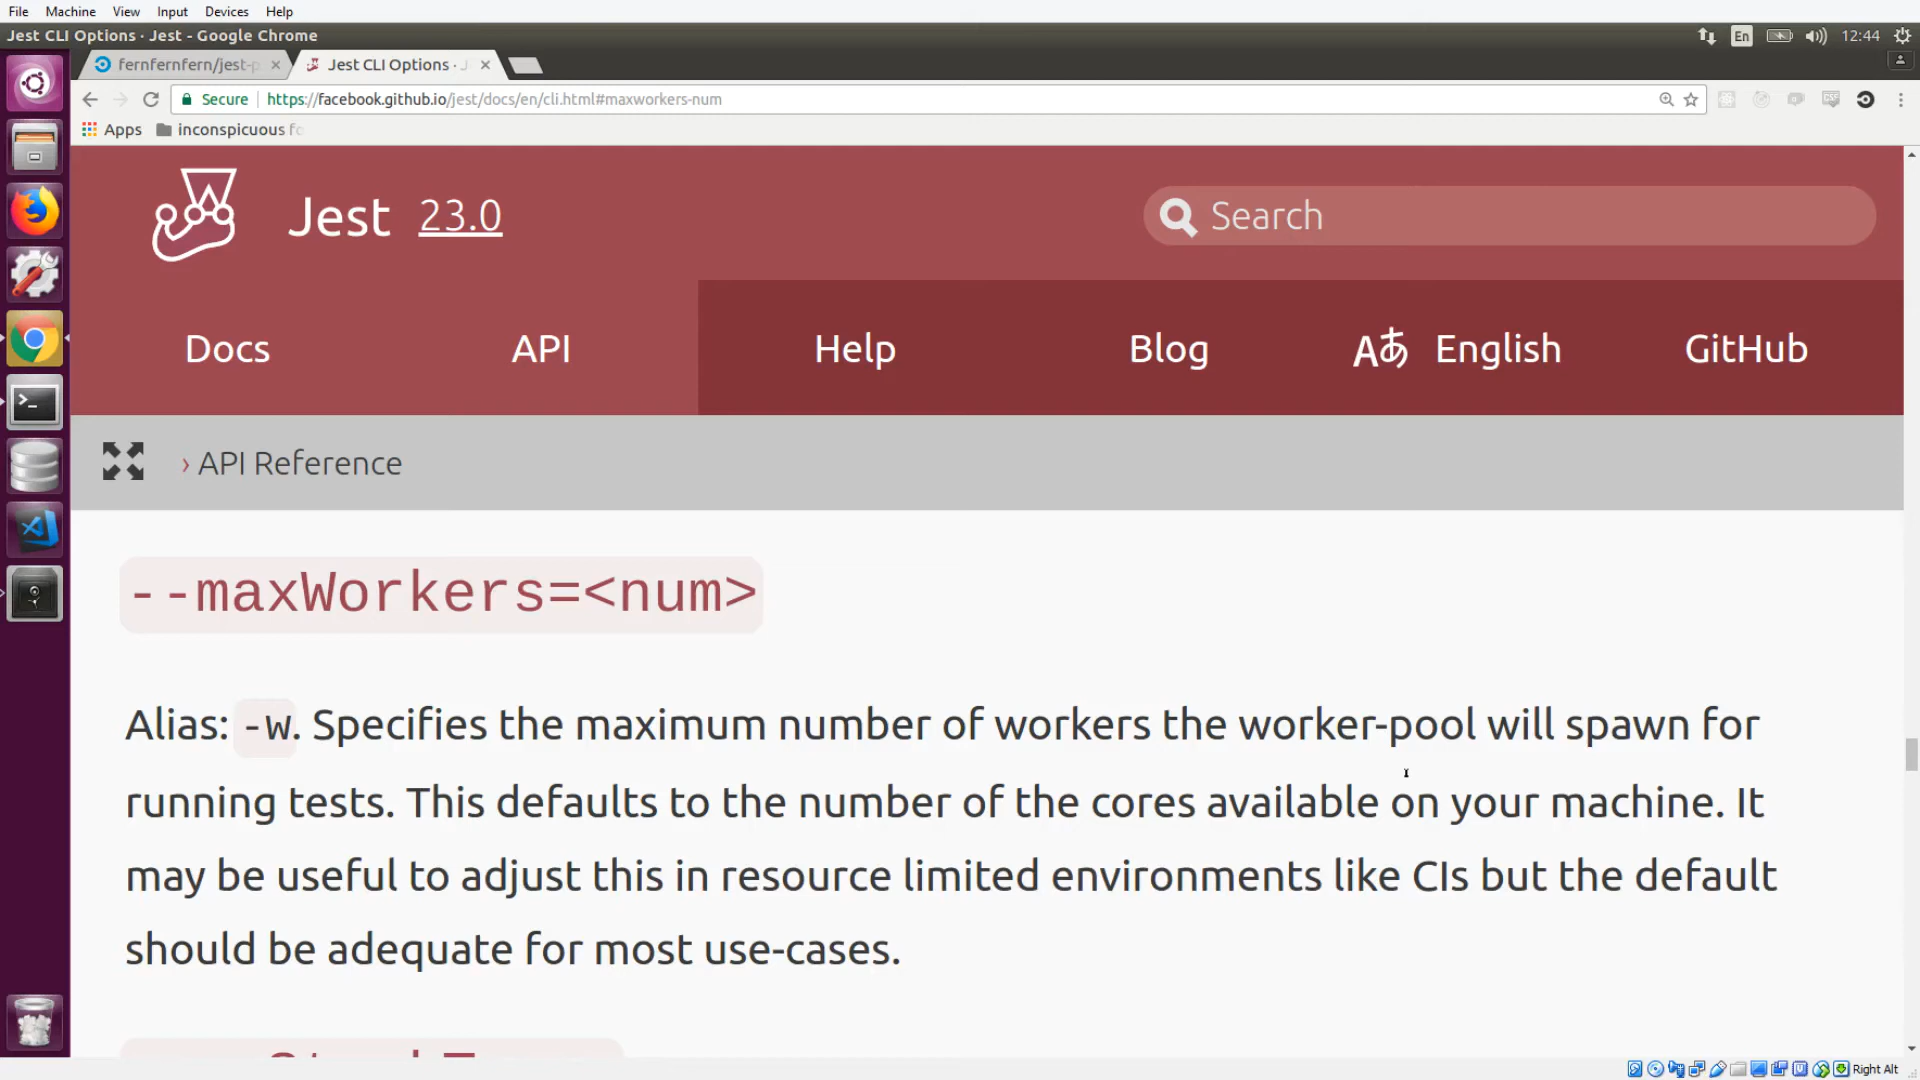 File Machine View Input Devices Help
Jest CLI Options · Jest - Google Chrome
En
12:44
fernfernfern/jest-p
Jest CLI Options · J
Secure https://facebook.github.io/jest/docs/en/cli.html#maxworkers-num
Apps inconspicuous fo
Jest 23.0
Search
Docs API Help Blog Aあ English GitHub
› API Reference
--maxWorkers=<num>
Alias: -w. Specifies the maximum number of workers the worker-pool will spawn for
running tests. This defaults to the number of the cores available on your machine. It
may be useful to adjust this in resource limited environments like CIs but the default
should be adequate for most use-cases.
Right Alt